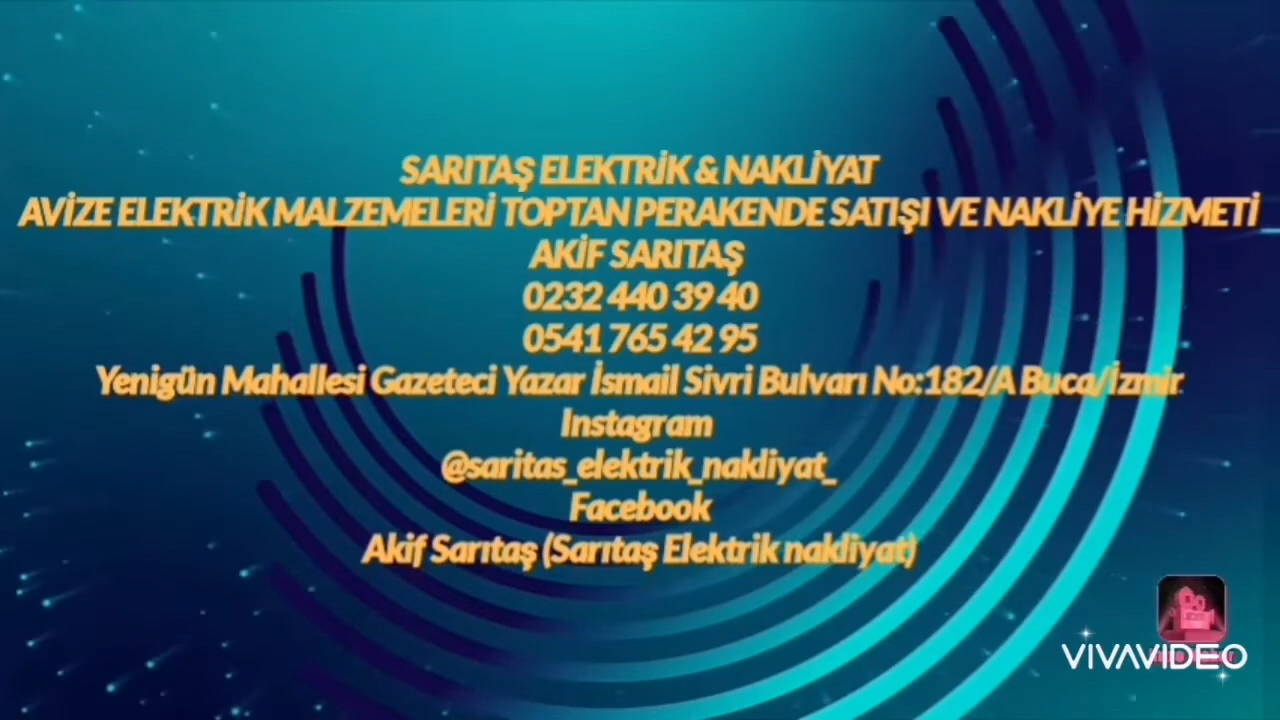 SARITAŞ ELEKTRİK & NAKLİYAT
AVİZE ELEKTRİK MALZEMELERİ TOPTAN PERAKENDE SATIŞI VE NAKLİYE HİZMETİ
AKİF SARITAŞ
0232 440 39 40
0541 765 42 95
Yenigün Mahallesi Gazeteci Yazar İsmail Sivri Bulvarı No:182/A Buca/İzmir
Instagram
@saritas_elektrik_nakliyat_
Facebook
Akif Sarıtaş (Sarıtaş Elektrik nakliyat)
VIVAVIDEO